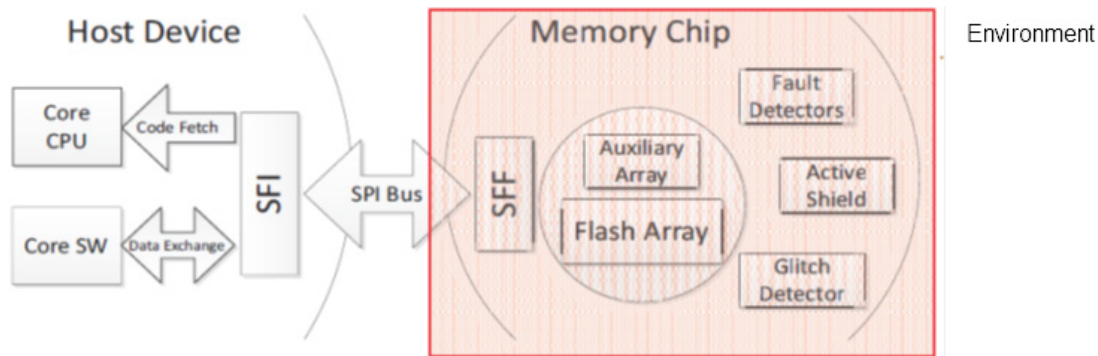 Host Device
Memory Chip
Environment
Core
CPU
Code Fetch
SFI
SPI Bus
SFF
Auxiliary
Array
Flash Array
Fault
Detectors
Active
Shield
Glitch
Detector
Core SW
Data Exchange